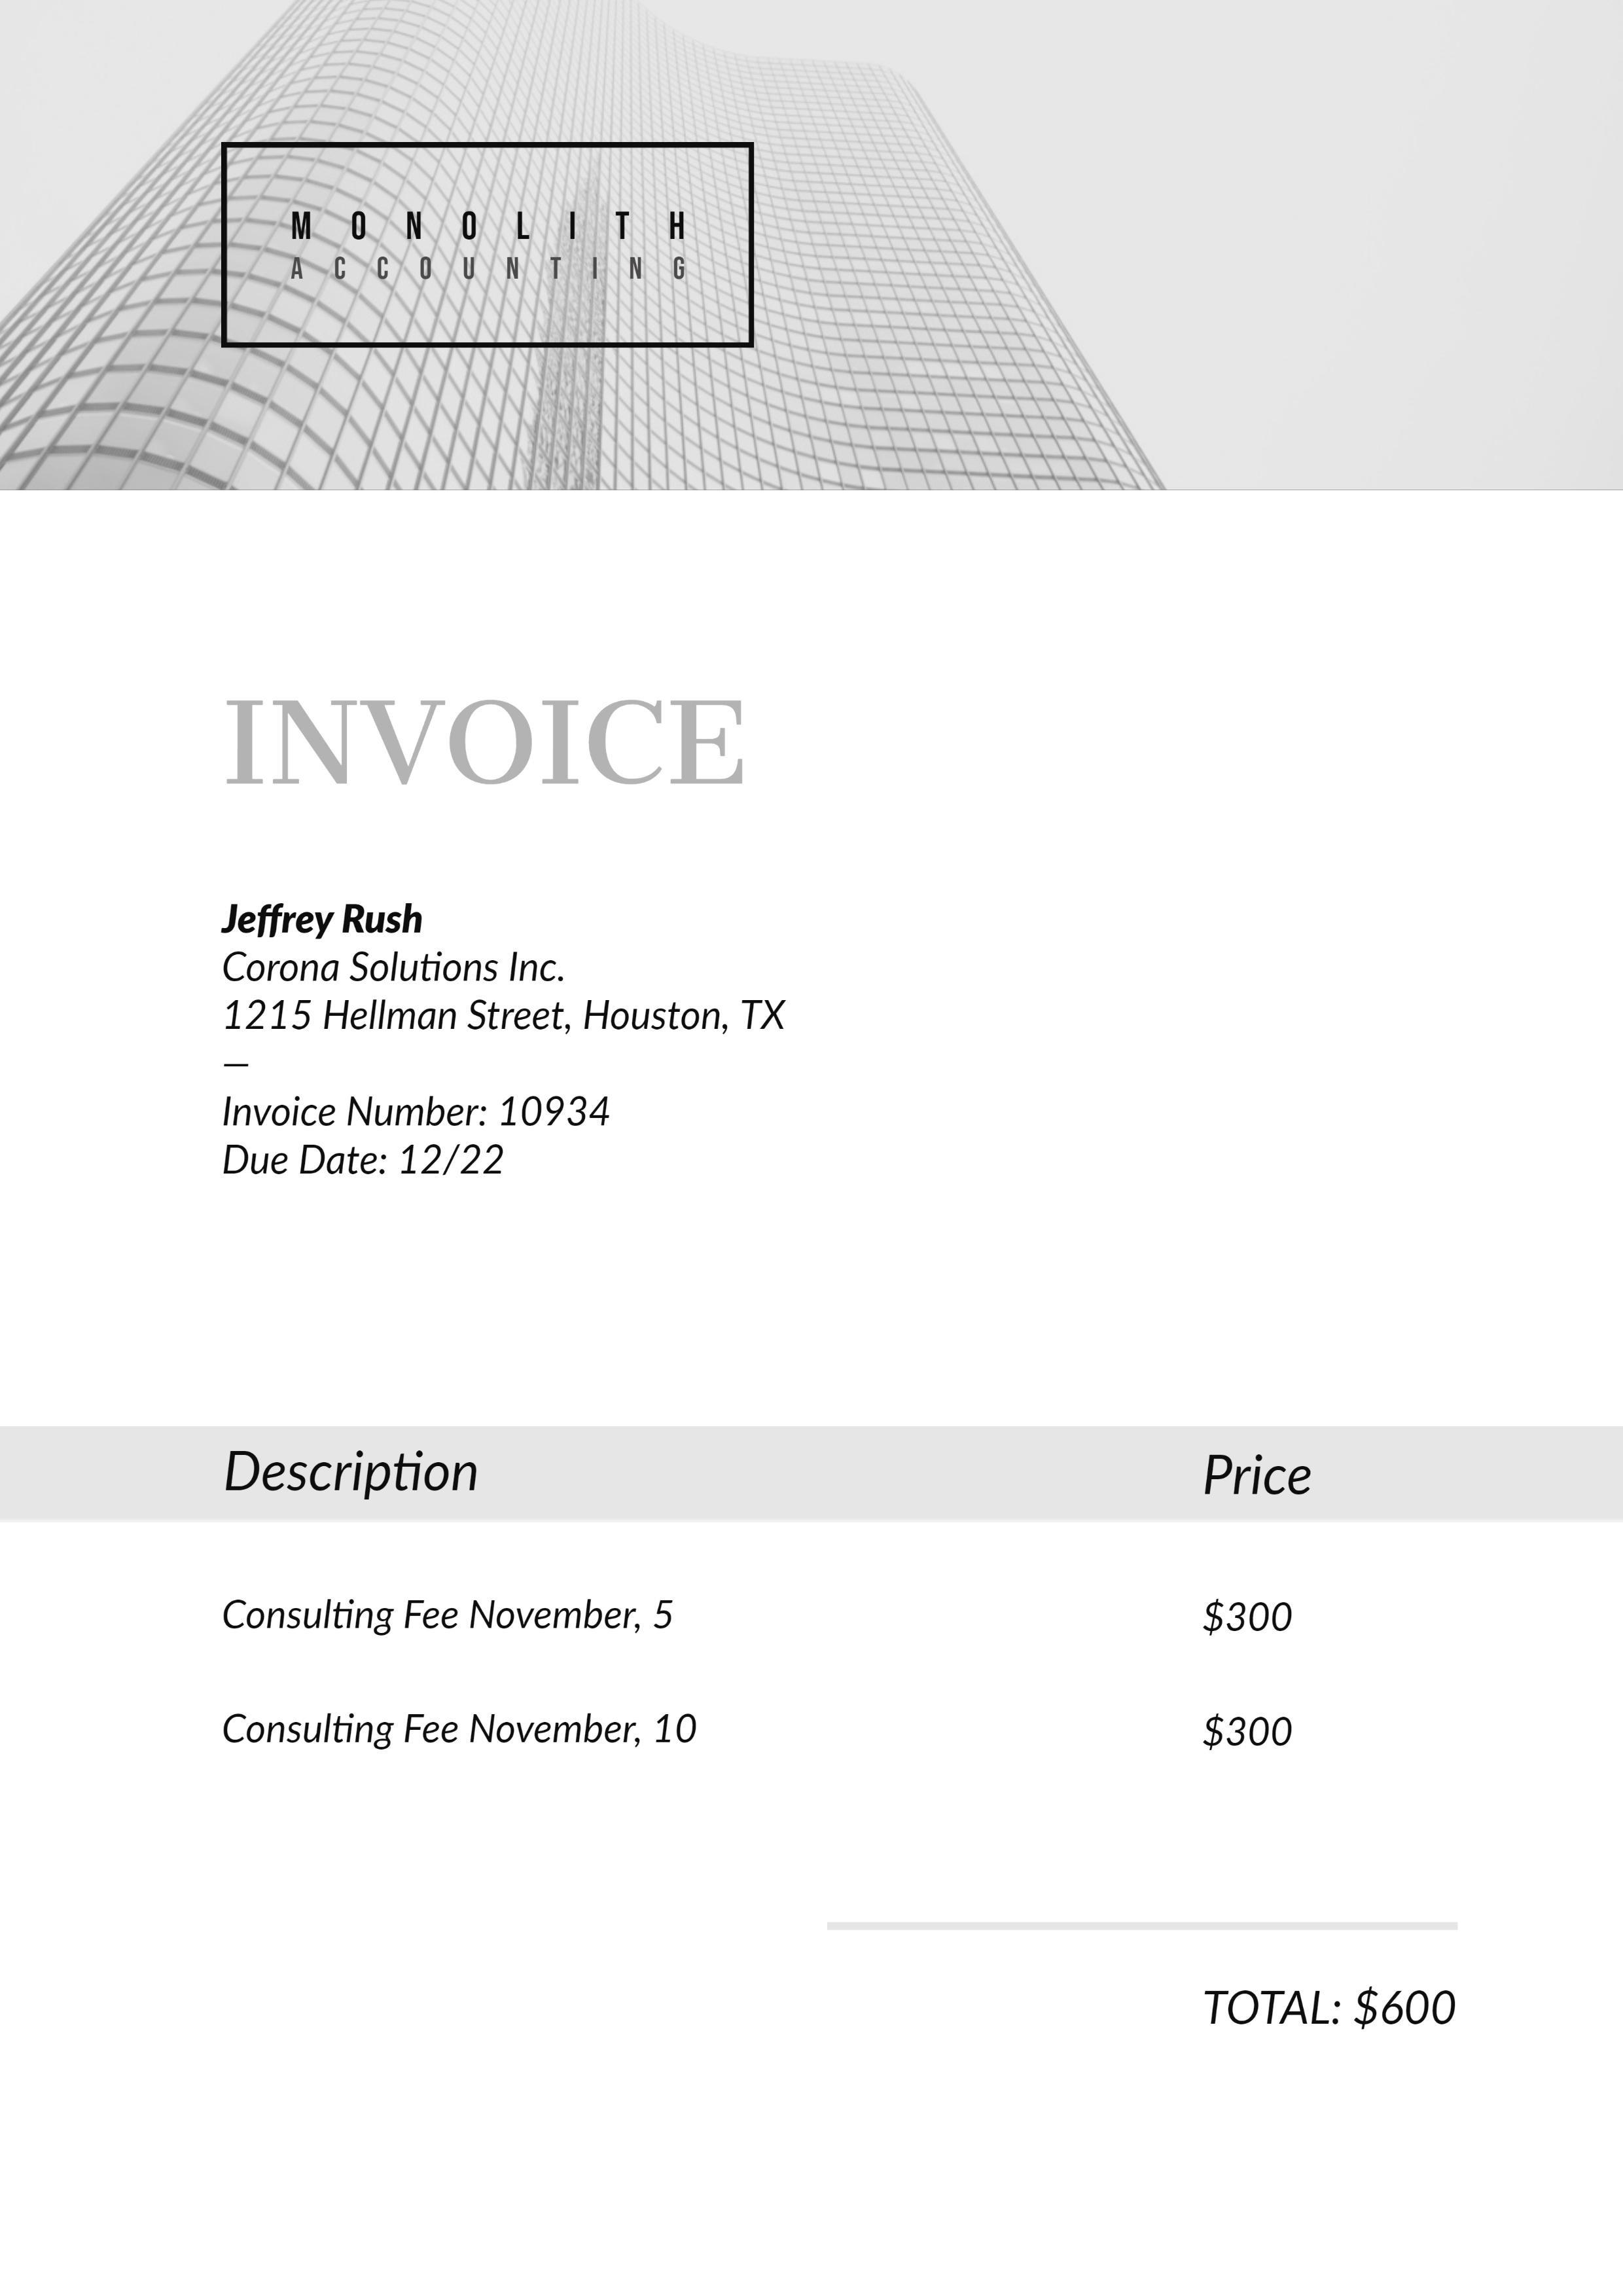 MONOLITH
ACCOUNTING
INVOICE
Jeffrey Rush
Corona Solutions Inc.
1215 Hellman Street, Houston, TX
—
Invoice Number: 10934
Due Date: 12/22
Description Price
Consulting Fee November, 5 $300
Consulting Fee November, 10 $300
TOTAL: $600